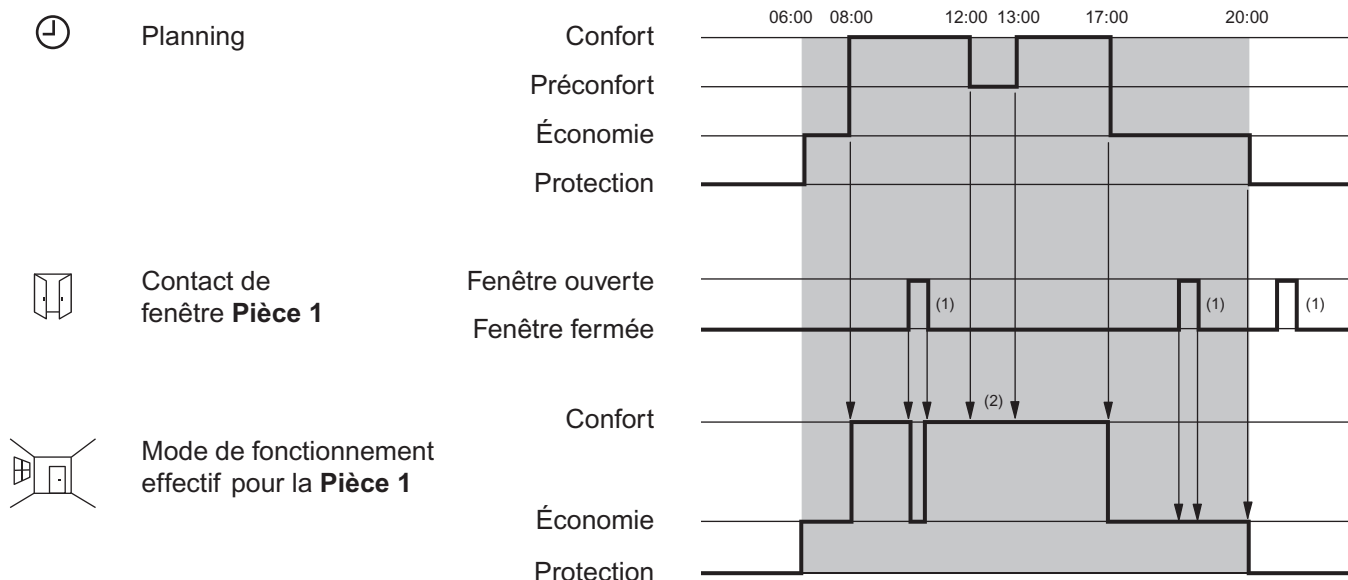 06:00 08:00 12:00 13:00 17:00 20:00
Planning
Confort
Préconfort
Économie
Protection
Contact de
fenêtre Pièce 1
Fenêtre ouverte
Fenêtre fermée
(1) (1) (1)
Confort
(2)
Mode de fonctionnement
effectif pour la Pièce 1
Économie
Protection